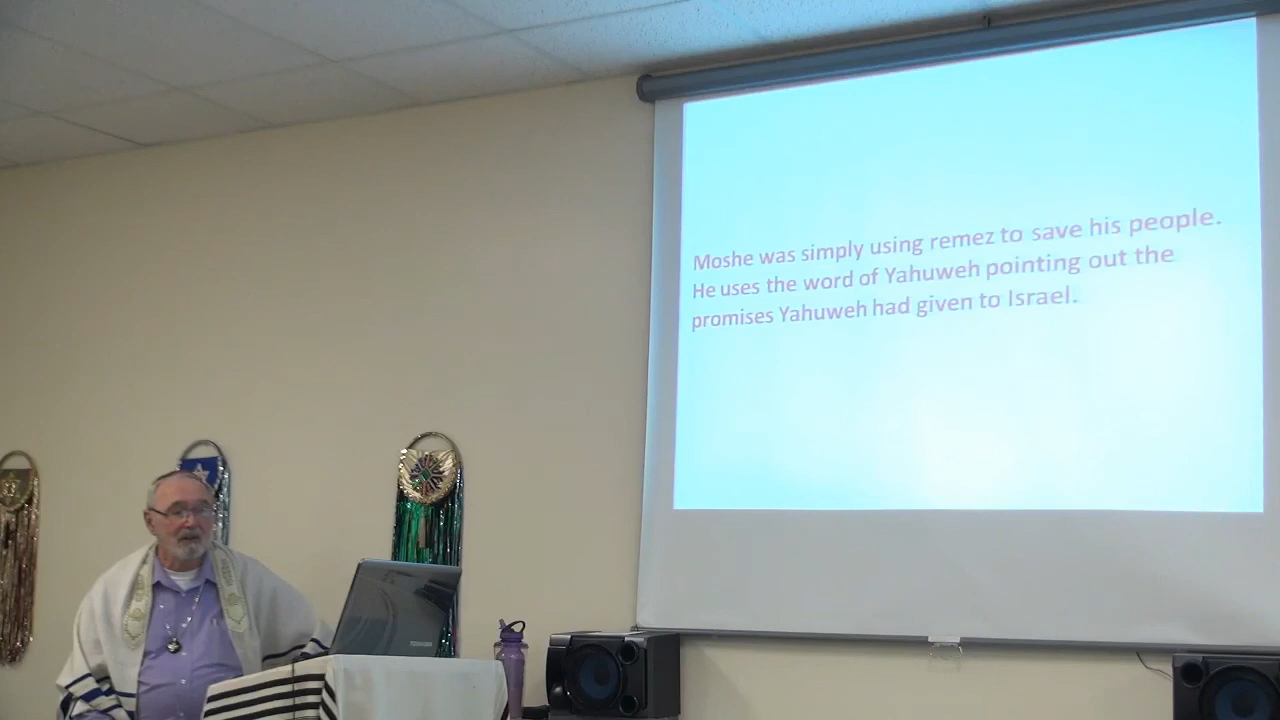 Moshe was simply using remez to save his people.
He uses the word of Yahuweh pointing out the
promises Yahuweh had given to Israel.
TOSHIBA